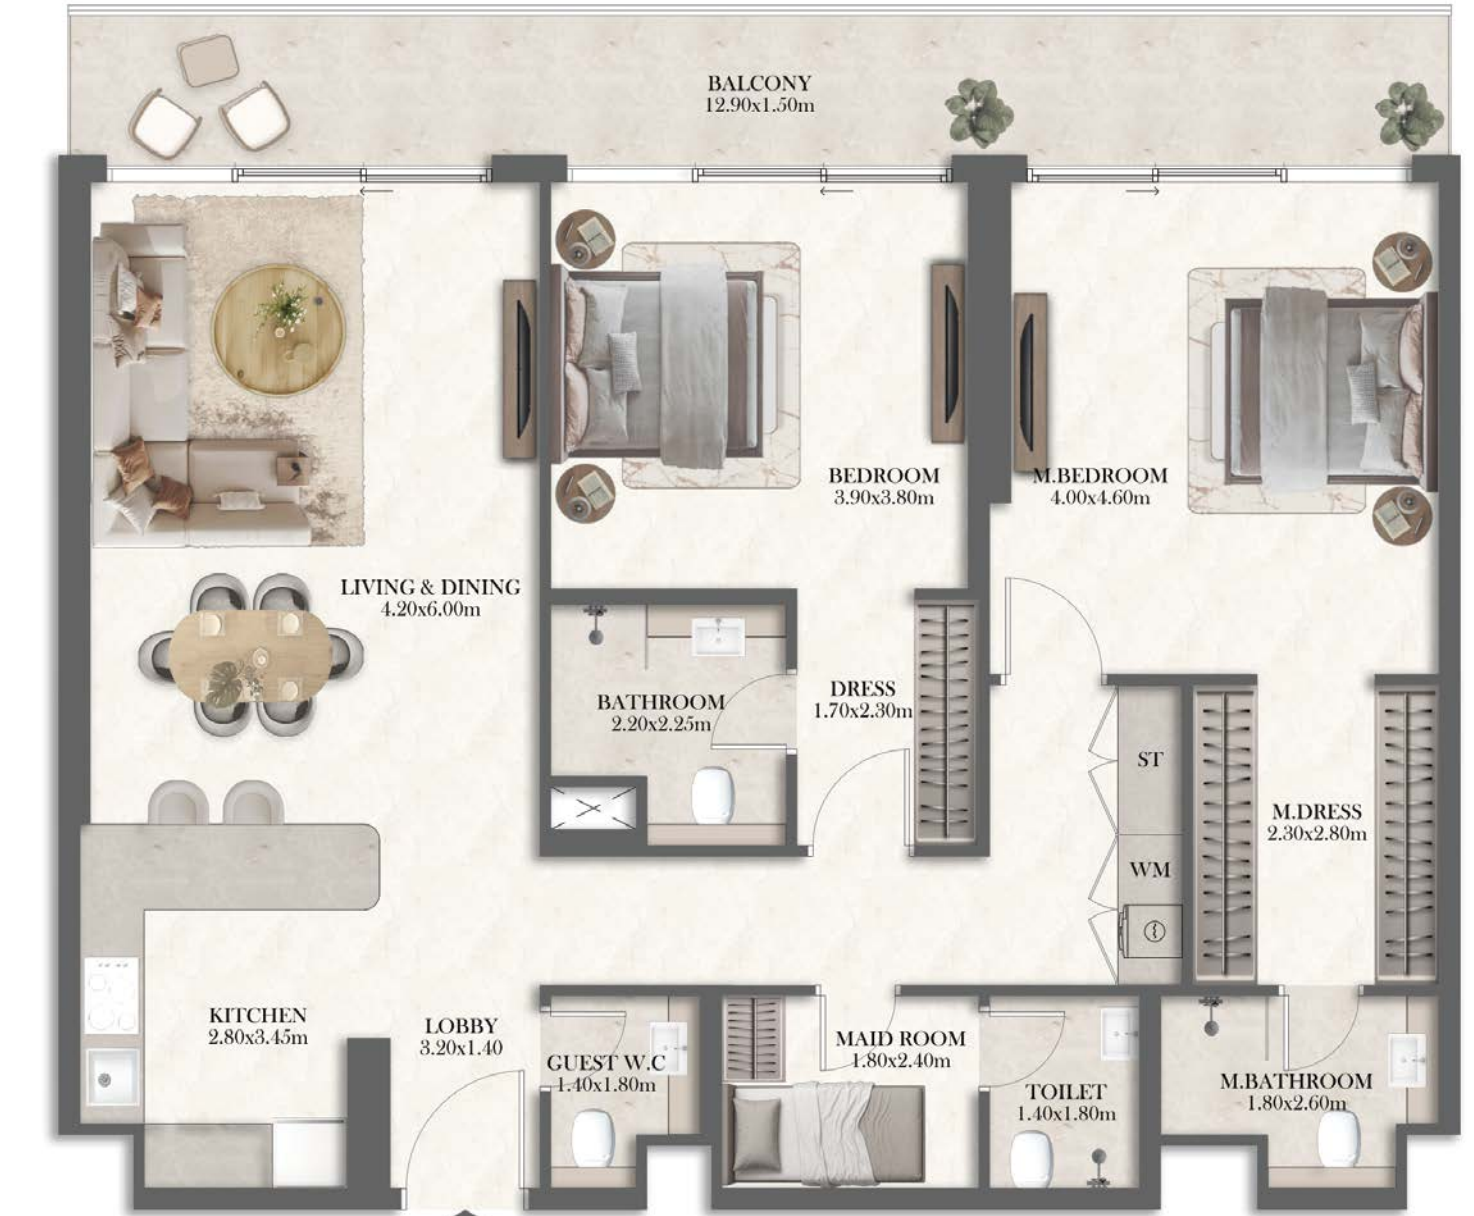 BALCONY
12.90x1.50m
BEDROOM
3.90x3.80m
M.BEDROOM
4.00x4.60m
LIVING & DINING
4.20x6.00m
BATHROOM
2.20x2.25m
DRESS
1.70x2.30m
ST
WM
M.DRESS
2.30x2.80m
KITCHEN
2.80x3.45m
LOBBY
3.20x1.40
GUEST W.C
1.40x1.80m
MAID ROOM
1.80x2.40m
TOILET
1.40x1.80m
M.BATHROOM
1.80x2.60m